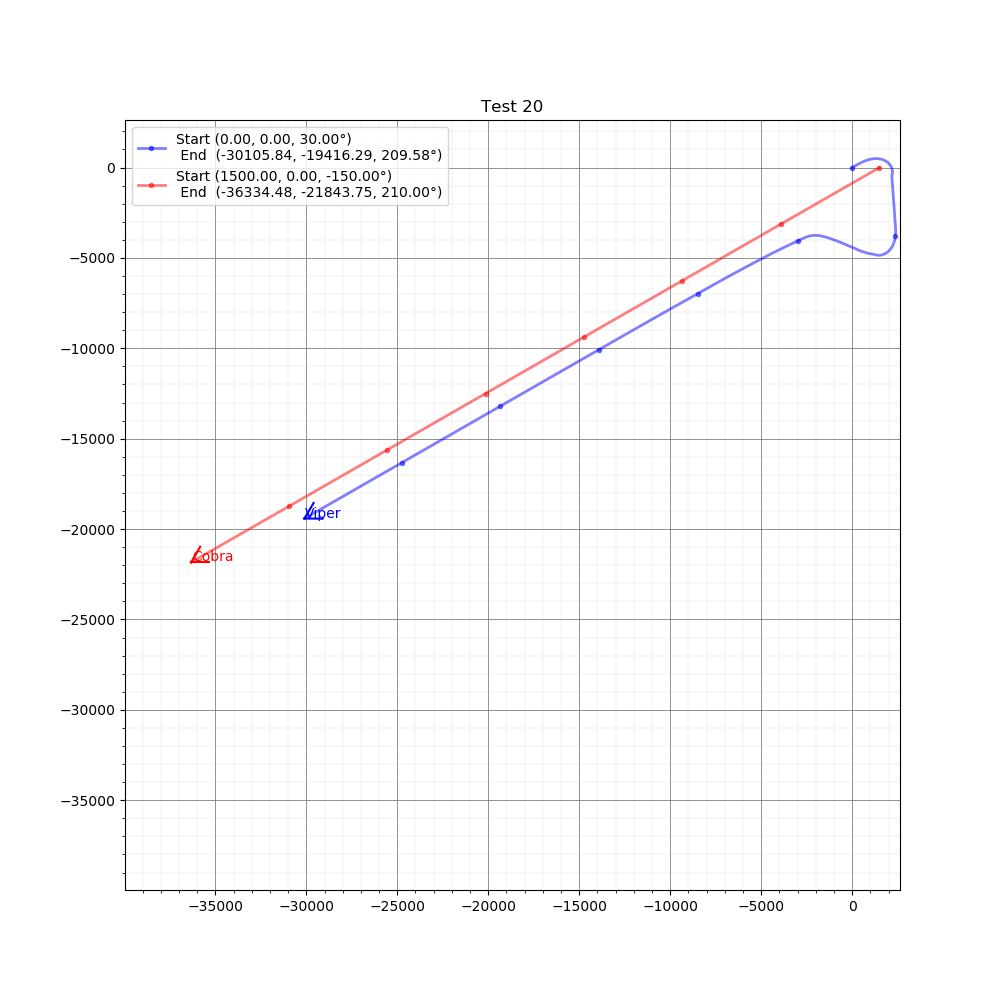 Test 20
Start (0.00, 0.00, 30.00°)
End  (-30105.84, -19416.29, 209.58°)
Start (1500.00, 0.00, -150.00°)
End  (-36334.48, -21843.75, 210.00°)
0
−5000
−10000
−15000
−20000
−25000
−30000
−35000
Viper
Cobra
−35000
−30000
−25000
−20000
−15000
−10000
−5000
0